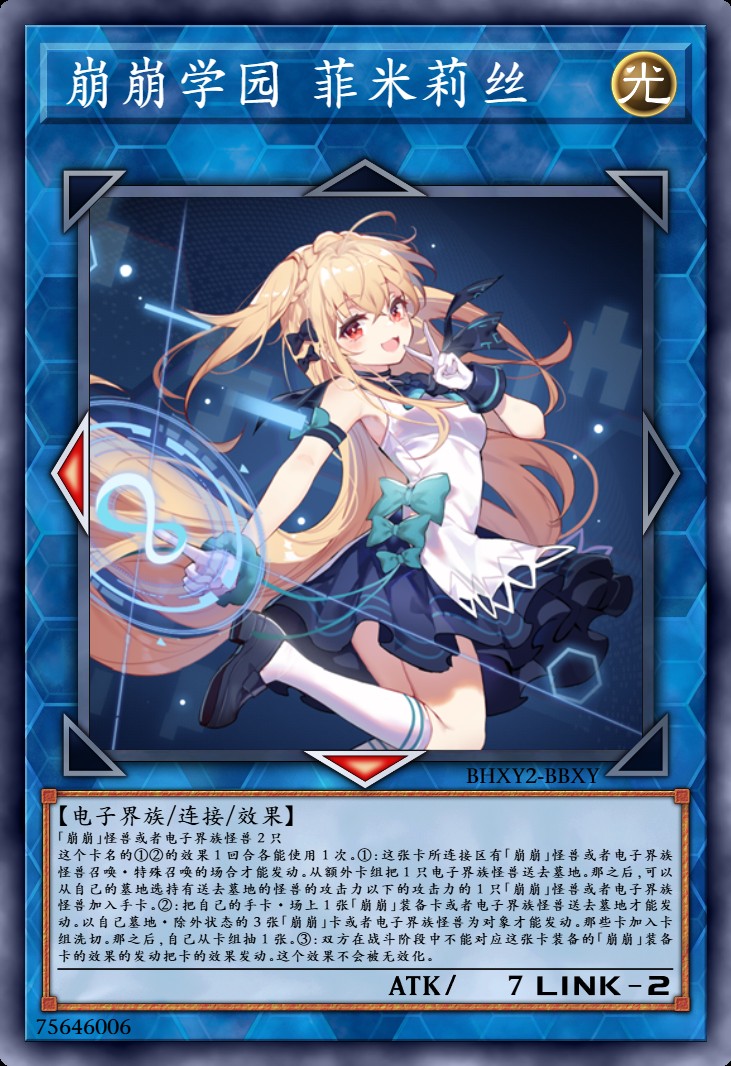 崩崩学园 菲米莉丝
光
BHXY2-BBXY
【电子界族/连接/效果】
「崩崩」怪兽或者电子界族怪兽2只
这个卡名的①②的效果1回合各能使用1次。①:这张卡所连接区有「崩崩」怪兽或者电子界族
怪兽召唤・特殊召唤的场合才能发动。从额外卡组把1只电子界族怪兽送去墓地。那之后,可以
从自己的墓地选持有送去墓地的怪兽的攻击力以下的攻击力的1只「崩崩」怪兽或者电子界族怪
兽加入手卡。②:把自己的手卡・场上1张「崩崩」装备卡或者电子界族怪兽送去墓地才能发
动。以自己墓地・除外状态的3张「崩崩」卡或者电子界族怪兽为对象才能发动。那些卡加入卡
组洗切。那之后,自己从卡组抽1张。③:双方在战斗阶段中不能对应这张卡装备的「崩崩」装备
卡的效果的发动把卡的效果发动。这个效果不会被无效化。
ATK/ 7 LINK-2
75646006